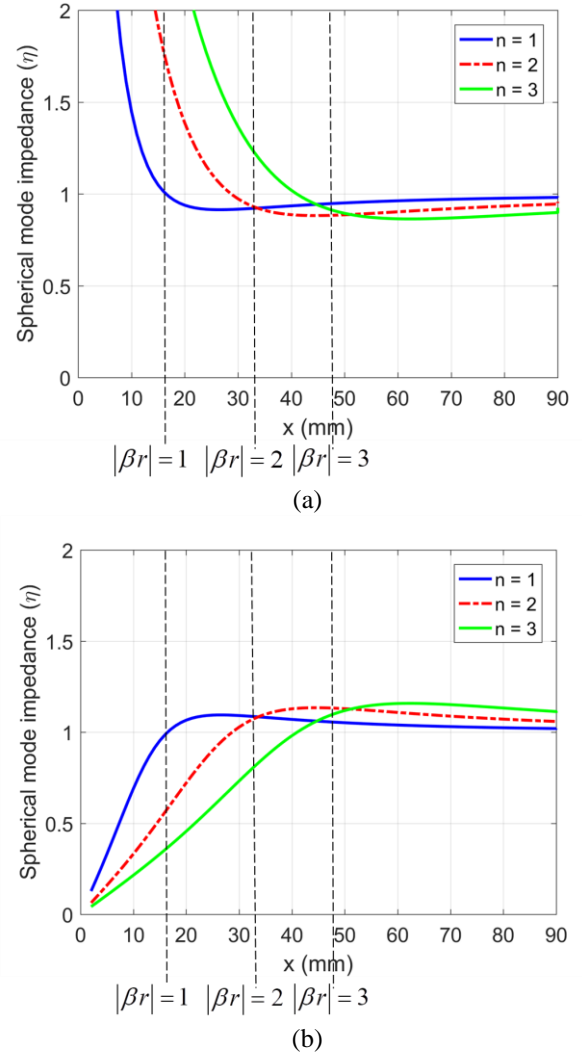 2
1.5
1
0.5
0
Spherical mode impedance (η)
n = 1
n = 2
n = 3
0 10 20 30 40 50 60 70 80 90
x (mm)
|βr| = 1 |βr| = 2 |βr| = 3
(a)
2
1.5
1
0.5
0
Spherical mode impedance (η)
n = 1
n = 2
n = 3
0 10 20 30 40 50 60 70 80 90
x (mm)
|βr| = 1 |βr| = 2 |βr| = 3
(b)